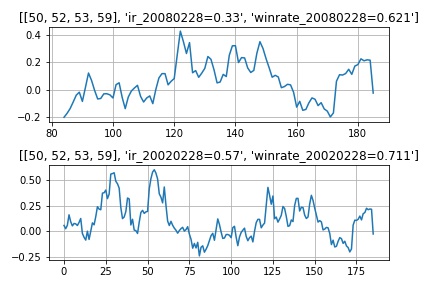 [[50, 52, 53, 59], 'ir_20080228=0.33', 'winrate_20080228=0.621']
0.4
0.2
0.0
−0.2
80 100 120 140 160 180
[[50, 52, 53, 59], 'ir_20020228=0.57', 'winrate_20020228=0.711']
0.50
0.25
0.00
−0.25
0 25 50 75 100 125 150 175